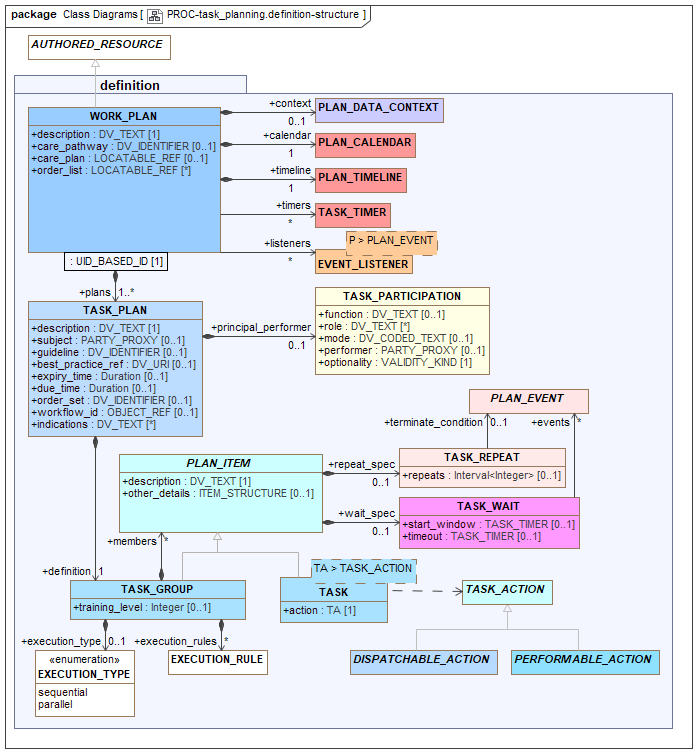 package Class Diagrams [ PROC-task_planning.definition-structure ]
AUTHORED_RESOURCE
definition
WORK_PLAN
+description : DV_TEXT [1]
+care_pathway : DV_IDENTIFIER [0..1]
+care_plan : LOCATABLE_REF [0..1]
+order_list : LOCATABLE_REF [*]
: UID_BASED_ID [1]
+context
0..1
PLAN_DATA_CONTEXT
+calendar
1
PLAN_CALENDAR
+timeline
1
PLAN_TIMELINE
+timers
*
TASK_TIMER
+listeners
*
P > PLAN_EVENT
EVENT_LISTENER
+plans
1..*
TASK_PLAN
+description : DV_TEXT [1]
+subject : PARTY_PROXY [0..1]
+guideline : DV_IDENTIFIER [0..1]
+best_practice_ref : DV_URI [0..1]
+expiry_time : Duration [0..1]
+due_time : Duration [0..1]
+order_set : DV_IDENTIFIER [0..1]
+workflow_id : OBJECT_REF [0..1]
+indications : DV_TEXT [*]
+principal_performer
0..1
TASK_PARTICIPATION
+function : DV_TEXT [0..1]
+role : DV_TEXT [*]
+mode : DV_CODED_TEXT [0..1]
+performer : PARTY_PROXY [0..1]
+optionality : VALIDITY_KIND [1]
PLAN_EVENT
+terminate_condition
0..1
+events
*
PLAN_ITEM
+description : DV_TEXT [1]
+other_details : ITEM_STRUCTURE [0..1]
+repeat_spec
0..1
TASK_REPEAT
+repeats : Interval<Integer> [0..1]
+wait_spec
0..1
TASK_WAIT
+start_window : TASK_TIMER [0..1]
+timeout : TASK_TIMER [0..1]
+members
*
+definition
1
TASK_GROUP
+training_level : Integer [0..1]
TA > TASK_ACTION
TASK
+action : TA [1]
TASK_ACTION
+execution_type
0..1
+execution_rules
*
«enumeration»
EXECUTION_TYPE
sequential
parallel
EXECUTION_RULE
DISPATCHABLE_ACTION
PERFORMABLE_ACTION